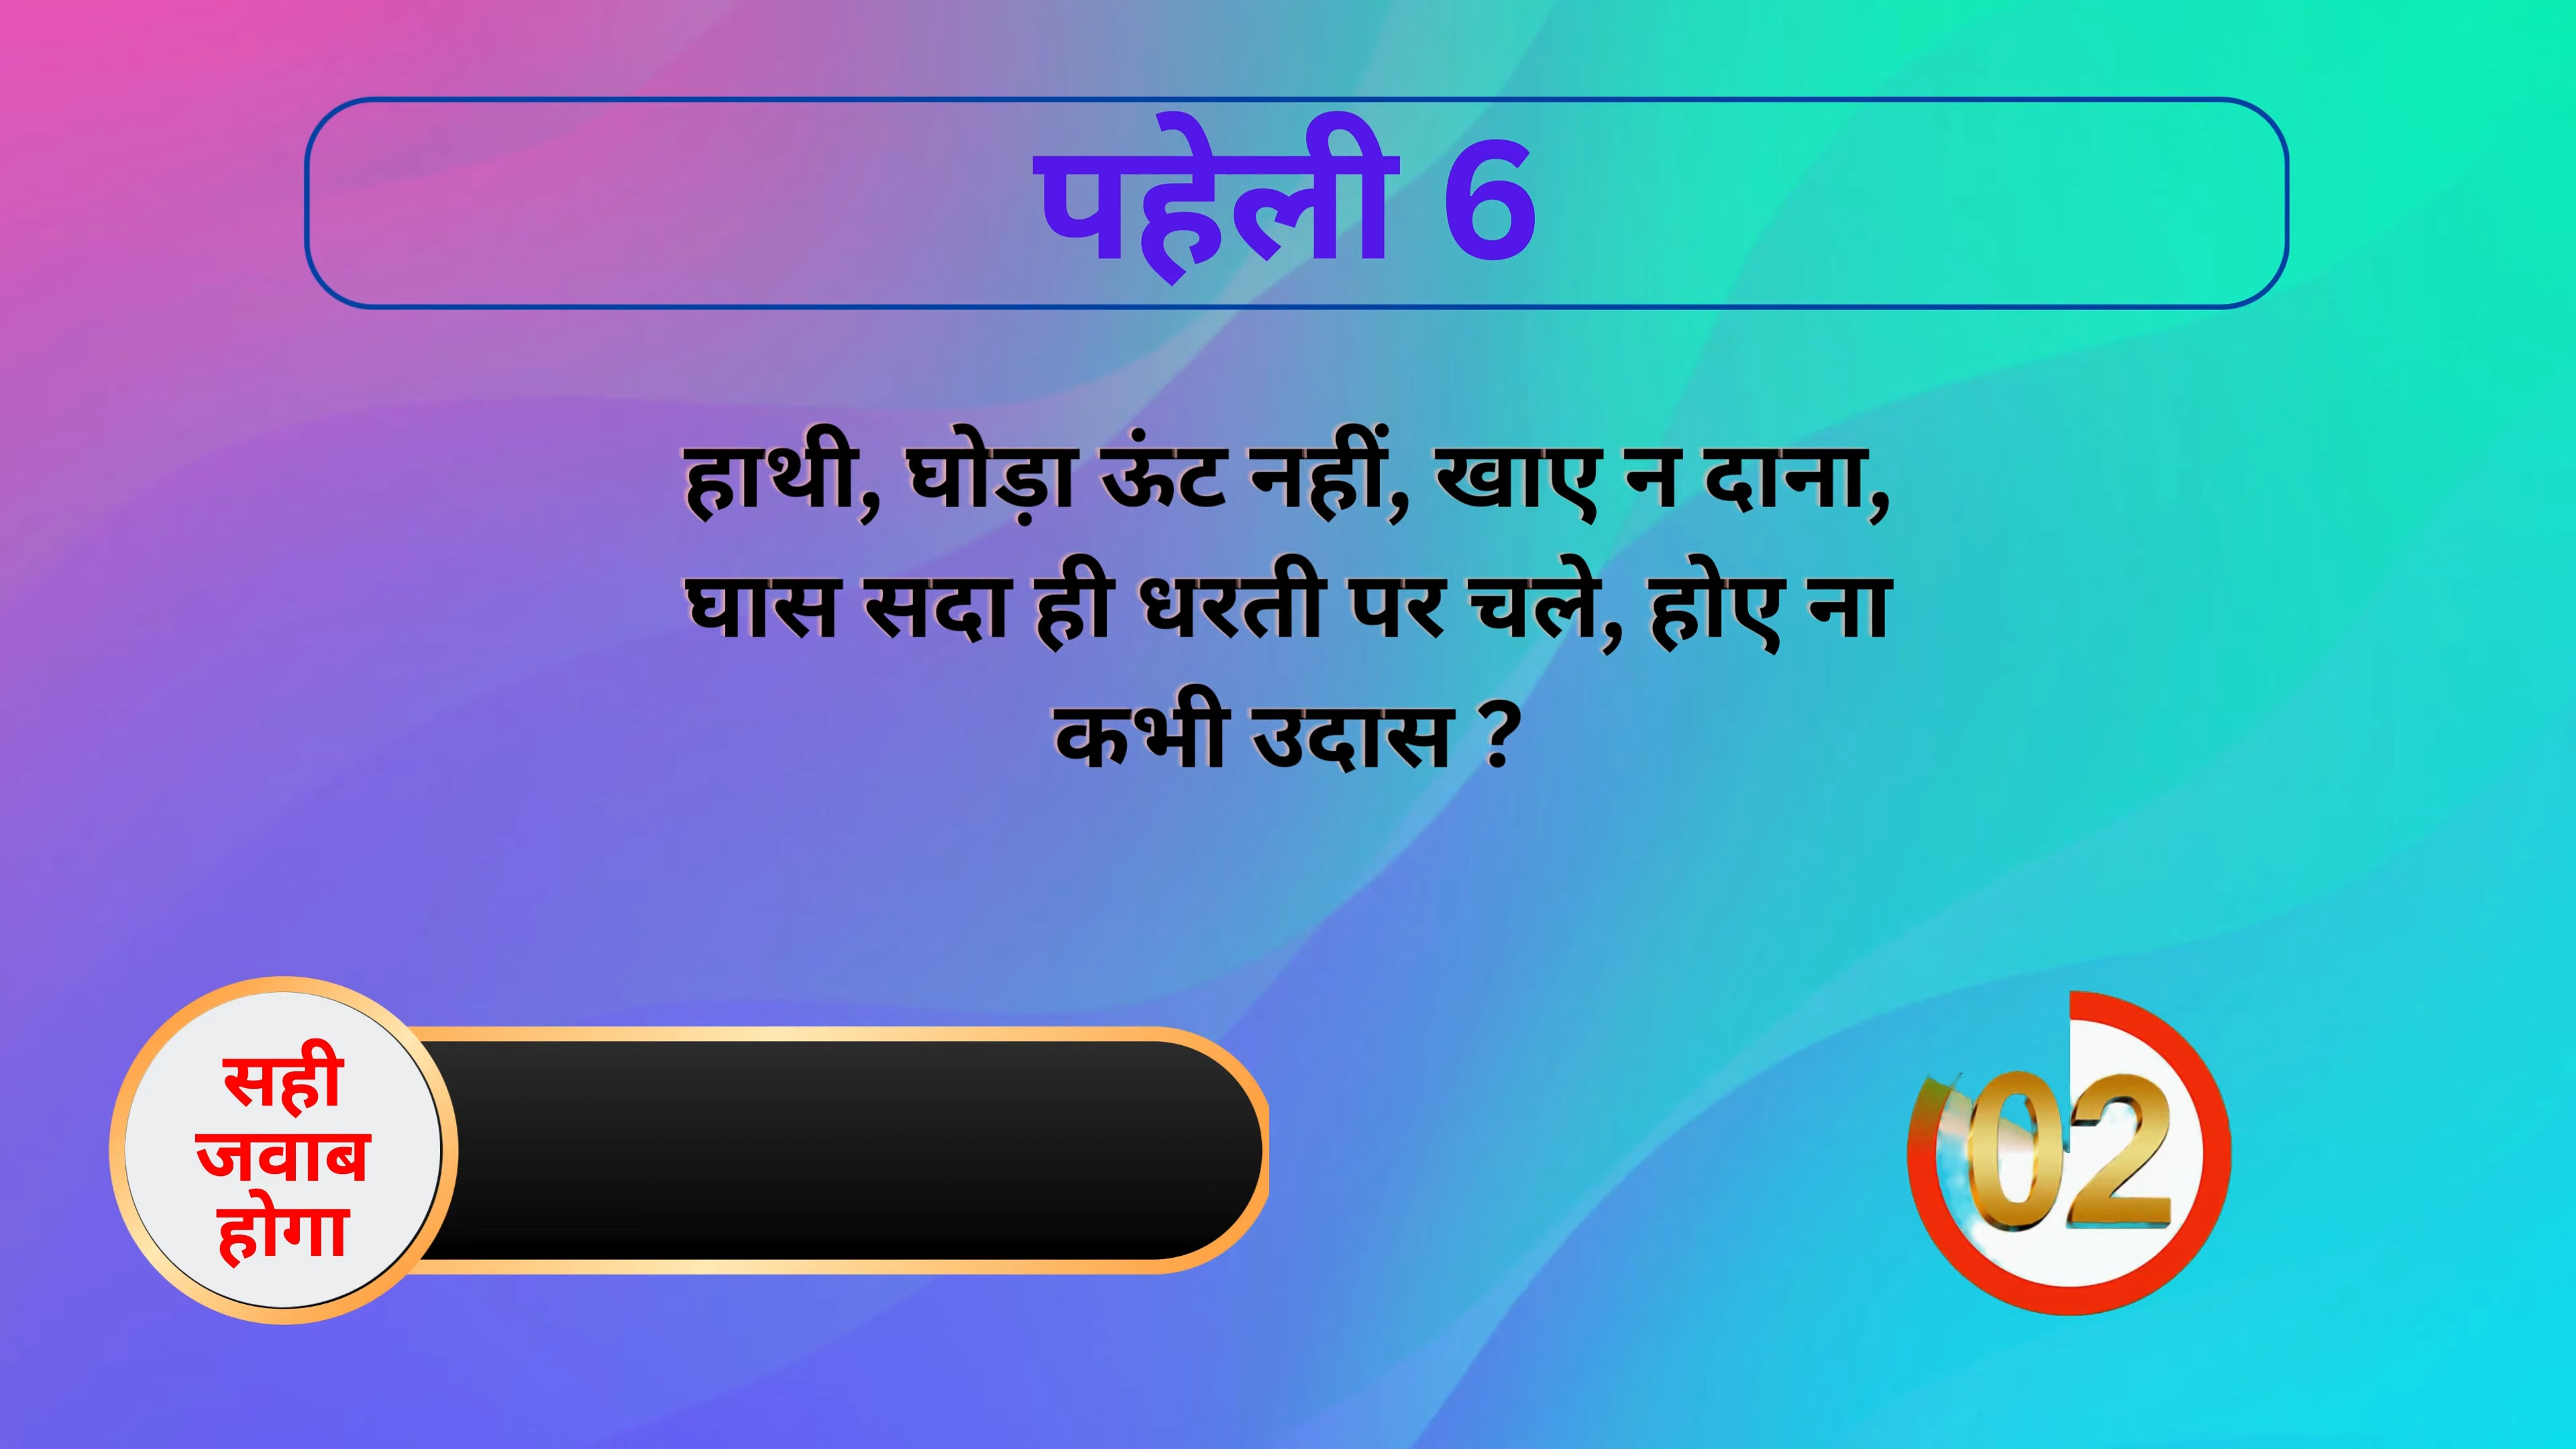 पहेली 6
हाथी, घोड़ा ऊंट नहीं, खाए न दाना,
घास सदा ही धरती पर चले, होए ना
कभी उदास ?
सही
जवाब
होगा
02